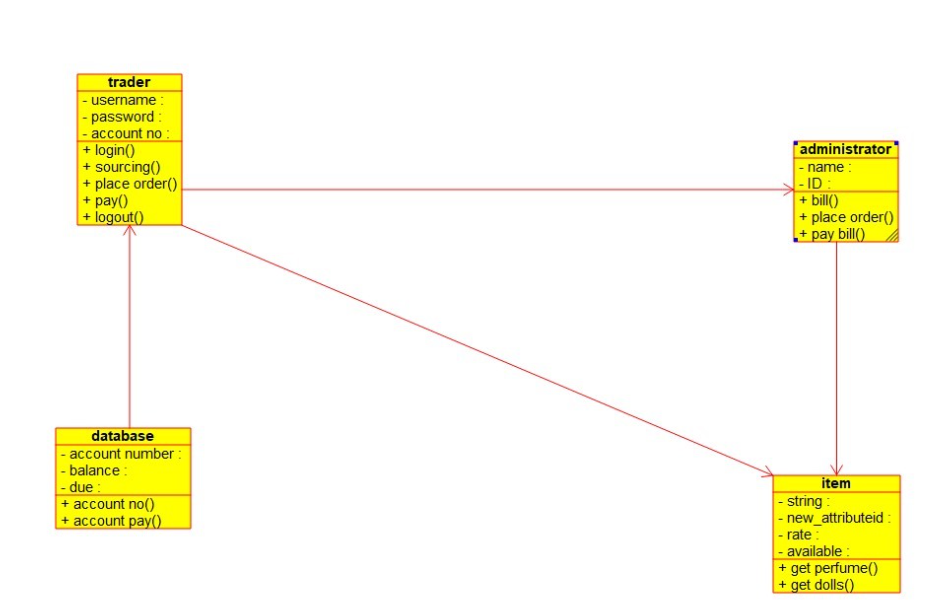 trader
- username :
- password :
- account no :
+ login()
+ sourcing()
+ place order()
+ pay()
+ logout()
administrator
- name :
- ID :
+ bill()
+ place order()
+ pay bill()
database
- account number :
- balance :
- due :
+ account no()
+ account pay()
item
- string :
- new_attributeid :
- rate :
- available :
+ get perfume()
+ get dolls()